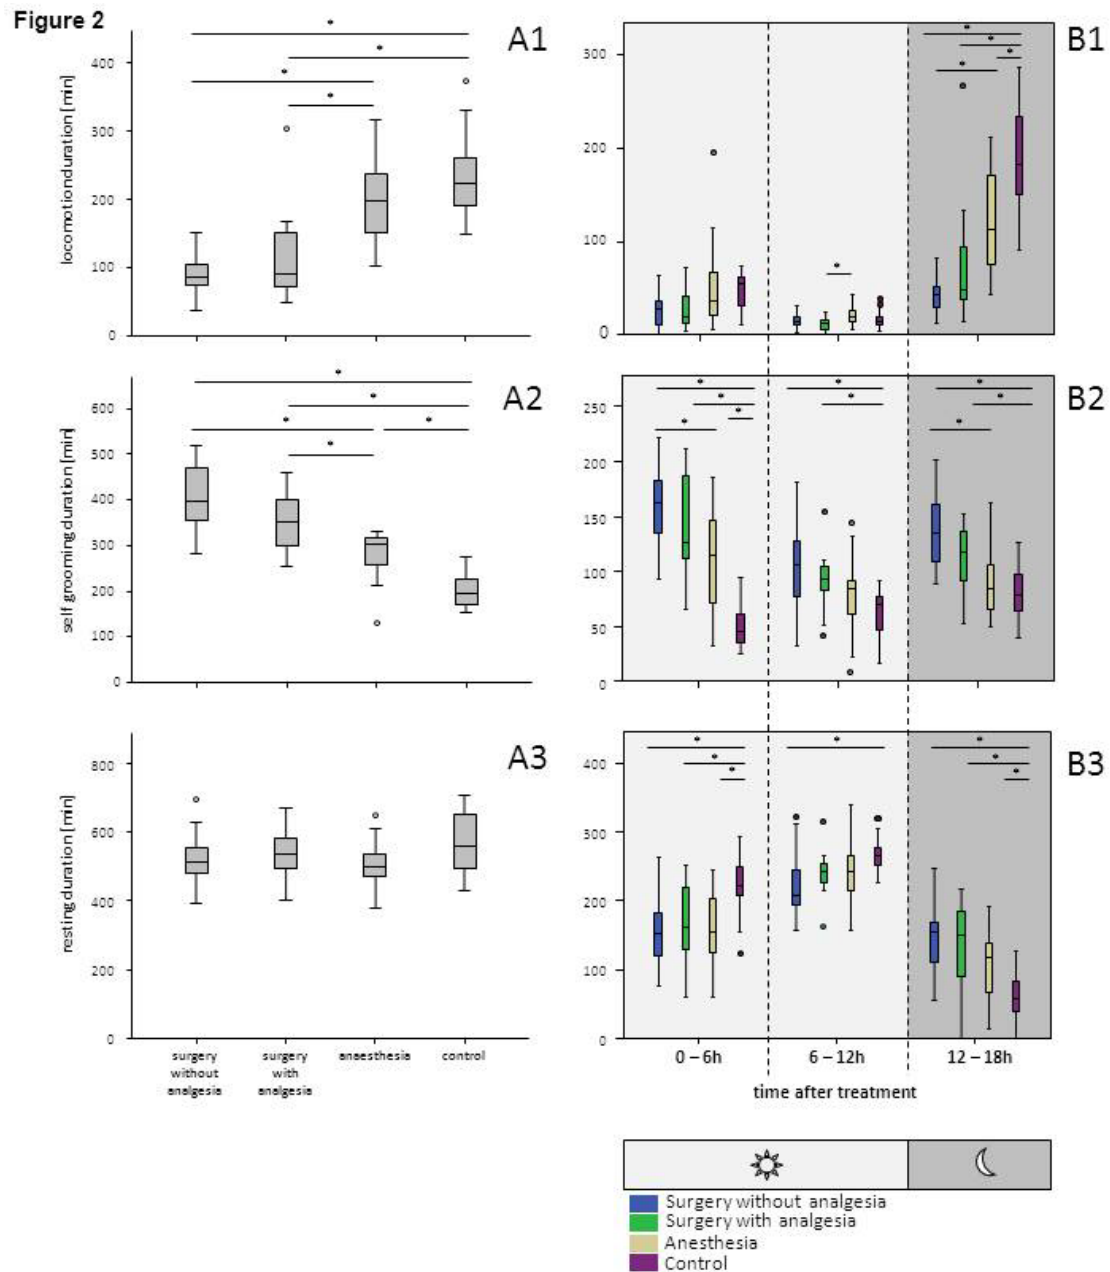 Figure 2
A1
locomotion duration [min]
400
300
200
100
0
B1
300
200
100
0
A2
self grooming duration [min]
600
500
400
300
200
100
0
B2
250
200
150
100
50
0
A3
resting duration [min]
800
600
400
200
0
surgery without analgesia
surgery with analgesia
anaesthesia
control
B3
400
300
200
100
0
0 – 6h
6 – 12h
12 – 18h
time after treatment
Surgery without analgesia
Surgery with analgesia
Anesthesia
Control